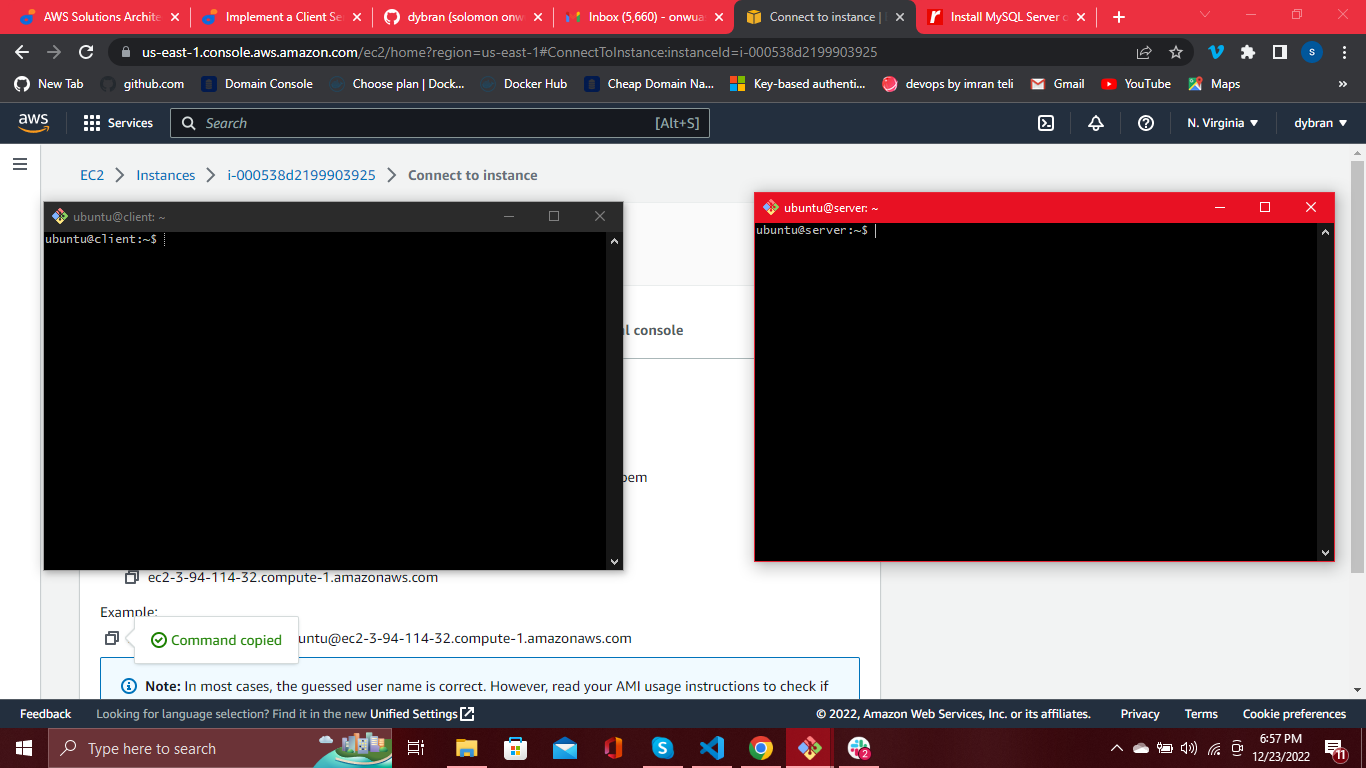 AWS Solutions Archite
Implement a Client Se
dybran (solomon onw
Inbox (5,660) - onwua
Connect to instance |
Install MySQL Server o
us-east-1.console.aws.amazon.com/ec2/home?region=us-east-1#ConnectToInstance:instanceId=i-000538d2199903925
S
New Tab
github.com
Domain Console
Choose plan | Dock...
Docker Hub
Cheap Domain Na...
Key-based authenti...
devops by imran teli
Gmail
YouTube
Maps
»
aws
Services
Search
[Alt+S]
N. Virginia
dybran
EC2
Instances
i-000538d2199903925
Connect to instance
ubuntu@client: ~
ubuntu@server: ~
ubuntu@client:~$
ubuntu@server:~$
l console
pem
ec2-3-94-114-32.compute-1.amazonaws.com
Example:
Command copied
untu@ec2-3-94-114-32.compute-1.amazonaws.com
Note: In most cases, the guessed user name is correct. However, read your AMI usage instructions to check if
Feedback
Looking for language selection? Find it in the new Unified Settings
© 2022, Amazon Web Services, Inc. or its affiliates.
Privacy
Terms
Cookie preferences
Type here to search
2
6:57 PM
12/23/2022
11